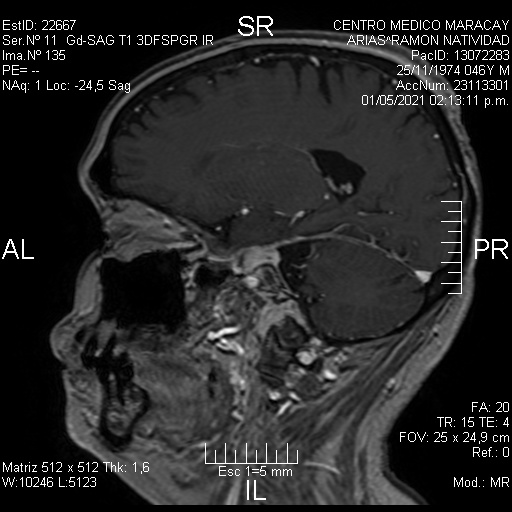 EstID: 22667
Ser.Nº 11 Gd-SAG T1 3DFSPGR IR
Ima.Nº 135
PE= --
NAq: 1 Loc: -24,5 Sag
SR
CENTRO MEDICO MARACAY
ARIAS^RAMON NATIVIDAD
PacID: 13072283
25/11/1974 046Y M
AccNum: 23113301
01/05/2021 02:13:11 p.m.
AL
PR
FA: 20
TR: 15 TE: 4
FOV: 25 x 24,9 cm
Ref.: 0
Matriz 512 x 512 Thk: 1,6
W:10246 L:5123
Esc 1=5 mm
IL
Mod.: MR